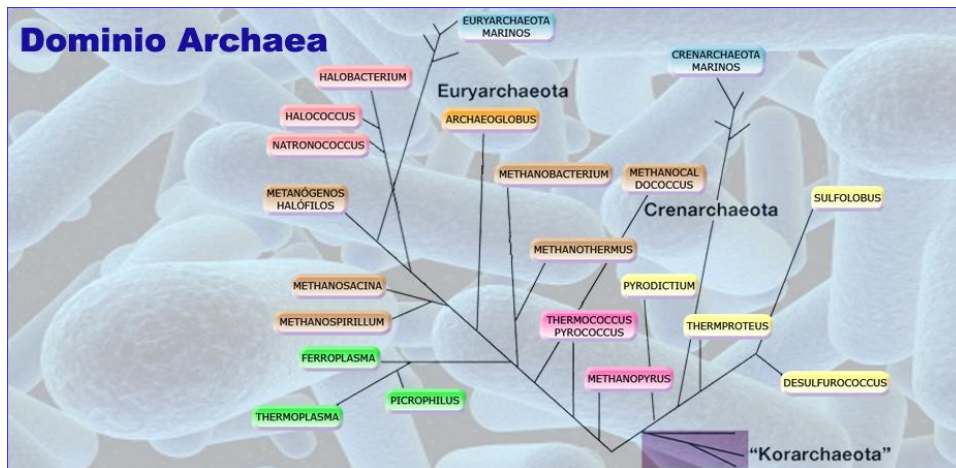 Dominio Archaea
EURYARCHAEOTA
MARINOS
CRENARCHAEOTA
MARINOS
HALOBACTERIUM
Euryarchaeota
HALOCOCCUS
ARCHAEOGLOBUS
NATRONOCOCCUS
METHANOBACTERIUM
METHANOCAL
DOCOCCUS
METANÓGENOS
HALÓFILOS
SULFOLOBUS
Crenarchaeota
METHANOTHERMUS
METHANOSACINA
PYRODICTIUM
METHANOSPIRILLUM
THERMOCOCCUS
PYROCOCCUS
THERMPROTEUS
FERROPLASMA
METHANOPYRUS
DESULFUROCOCCUS
PICROPHILUS
THERMOPLASMA
"Korarchaeota"